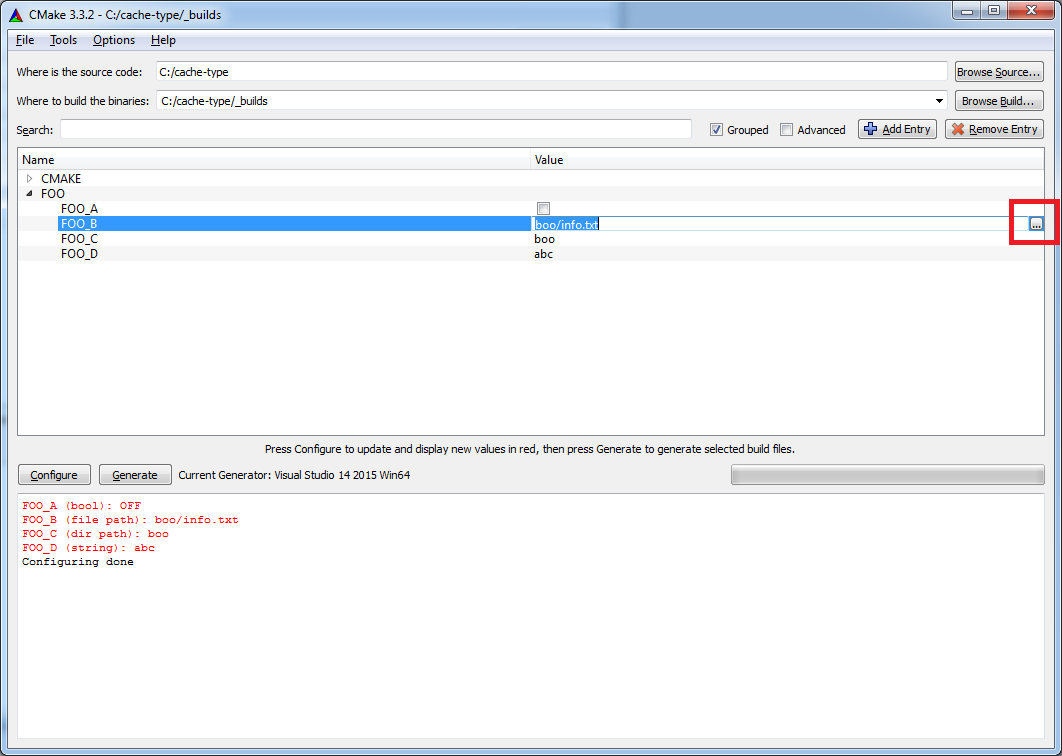 CMake 3.3.2 - C:/cache-type/_builds
File Tools Options Help
Where is the source code: C:/cache-type Browse Source...
Where to build the binaries: C:/cache-type/_builds Browse Build...
Search: Grouped Advanced Add Entry Remove Entry
Name Value
CMAKE
FOO
FOO_A
FOO_B boo/info.txt ...
FOO_C boo
FOO_D abc
Press Configure to update and display new values in red, then press Generate to generate selected build files.
Configure Generate Current Generator: Visual Studio 14 2015 Win64
FOO_A (bool): OFF
FOO_B (file path): boo/info.txt
FOO_C (dir path): boo
FOO_D (string): abc
Configuring done